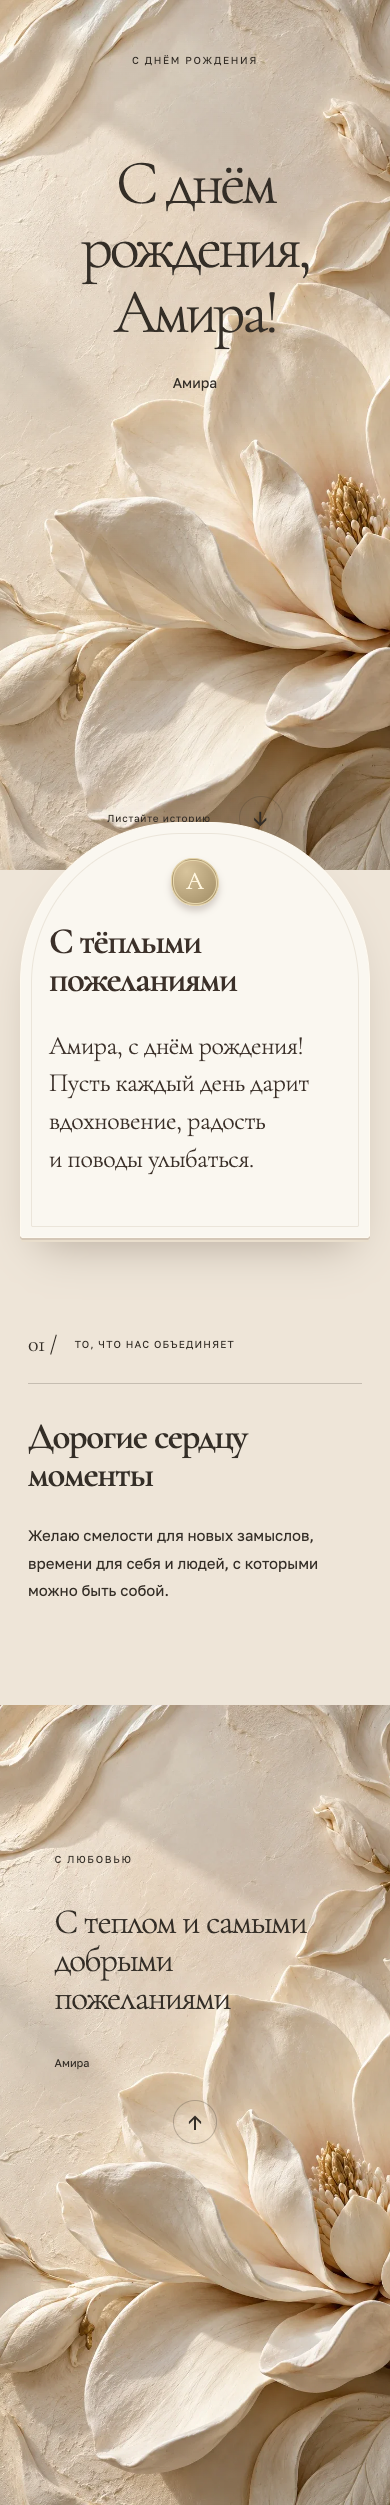 С ДНЁМ РОЖДЕНИЯ
С днём
рождения,
Амира!
Амира
Листайте историю
А
С тёплыми
пожеланиями
Амира, с днём рождения!
Пусть каждый день дарит
вдохновение, радость
и поводы улыбаться.
01 /
ТО, ЧТО НАС ОБЪЕДИНЯЕТ
Дорогие сердцу
моменты
Желаю смелости для новых замыслов,
времени для себя и людей, с которыми
можно быть собой.
С ЛЮБОВЬЮ
С теплом и самыми
добрыми
пожеланиями
Амира